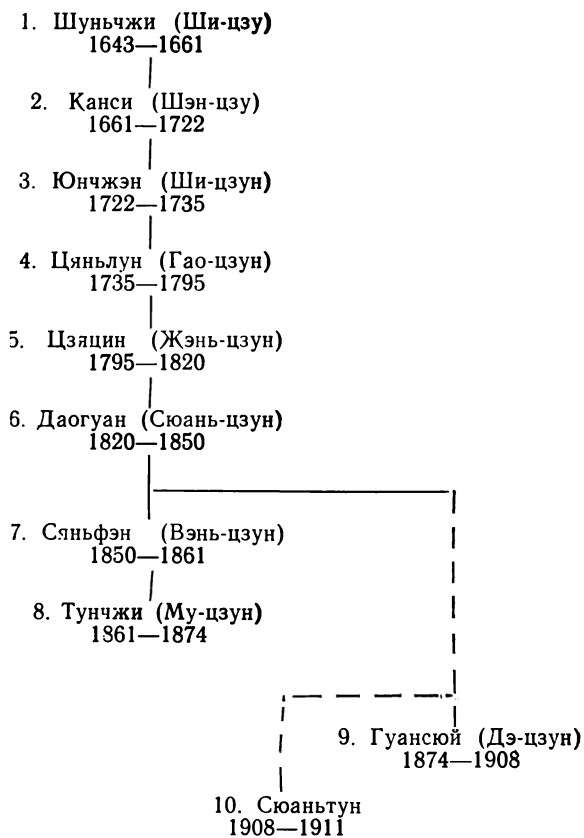 1. Шуньчжи (Ши-цзу)
1643—1661
2. Канси (Шэн-цзу)
1661—1722
3. Юнчжэн (Ши-цзун)
1722—1735
4. Цяньлун (Гао-цзун)
1735—1795
5. Цзяцин (Жэнь-цзун)
1795—1820
6. Даогуан (Сюань-цзун)
1820—1850
7. Сяньфэн (Вэнь-цзун)
1850—1861
8. Тунчжи (Му-цзун)
1861—1874
9. Гуансюй (Дэ-цзун)
1874—1908
10. Сюаньтун
1908—1911